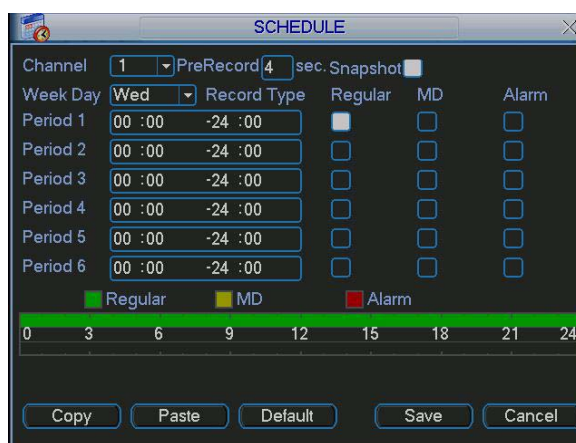 SCHEDULE
Channel 1 PreRecord 4 sec. Snapshot
Week Day Wed Record Type Regular MD Alarm
Period 1 00 :00 -24 :00
Period 2 00 :00 -24 :00
Period 3 00 :00 -24 :00
Period 4 00 :00 -24 :00
Period 5 00 :00 -24 :00
Period 6 00 :00 -24 :00
Regular MD Alarm
0 3 6 9 12 15 18 21 24
Copy Paste Default Save Cancel